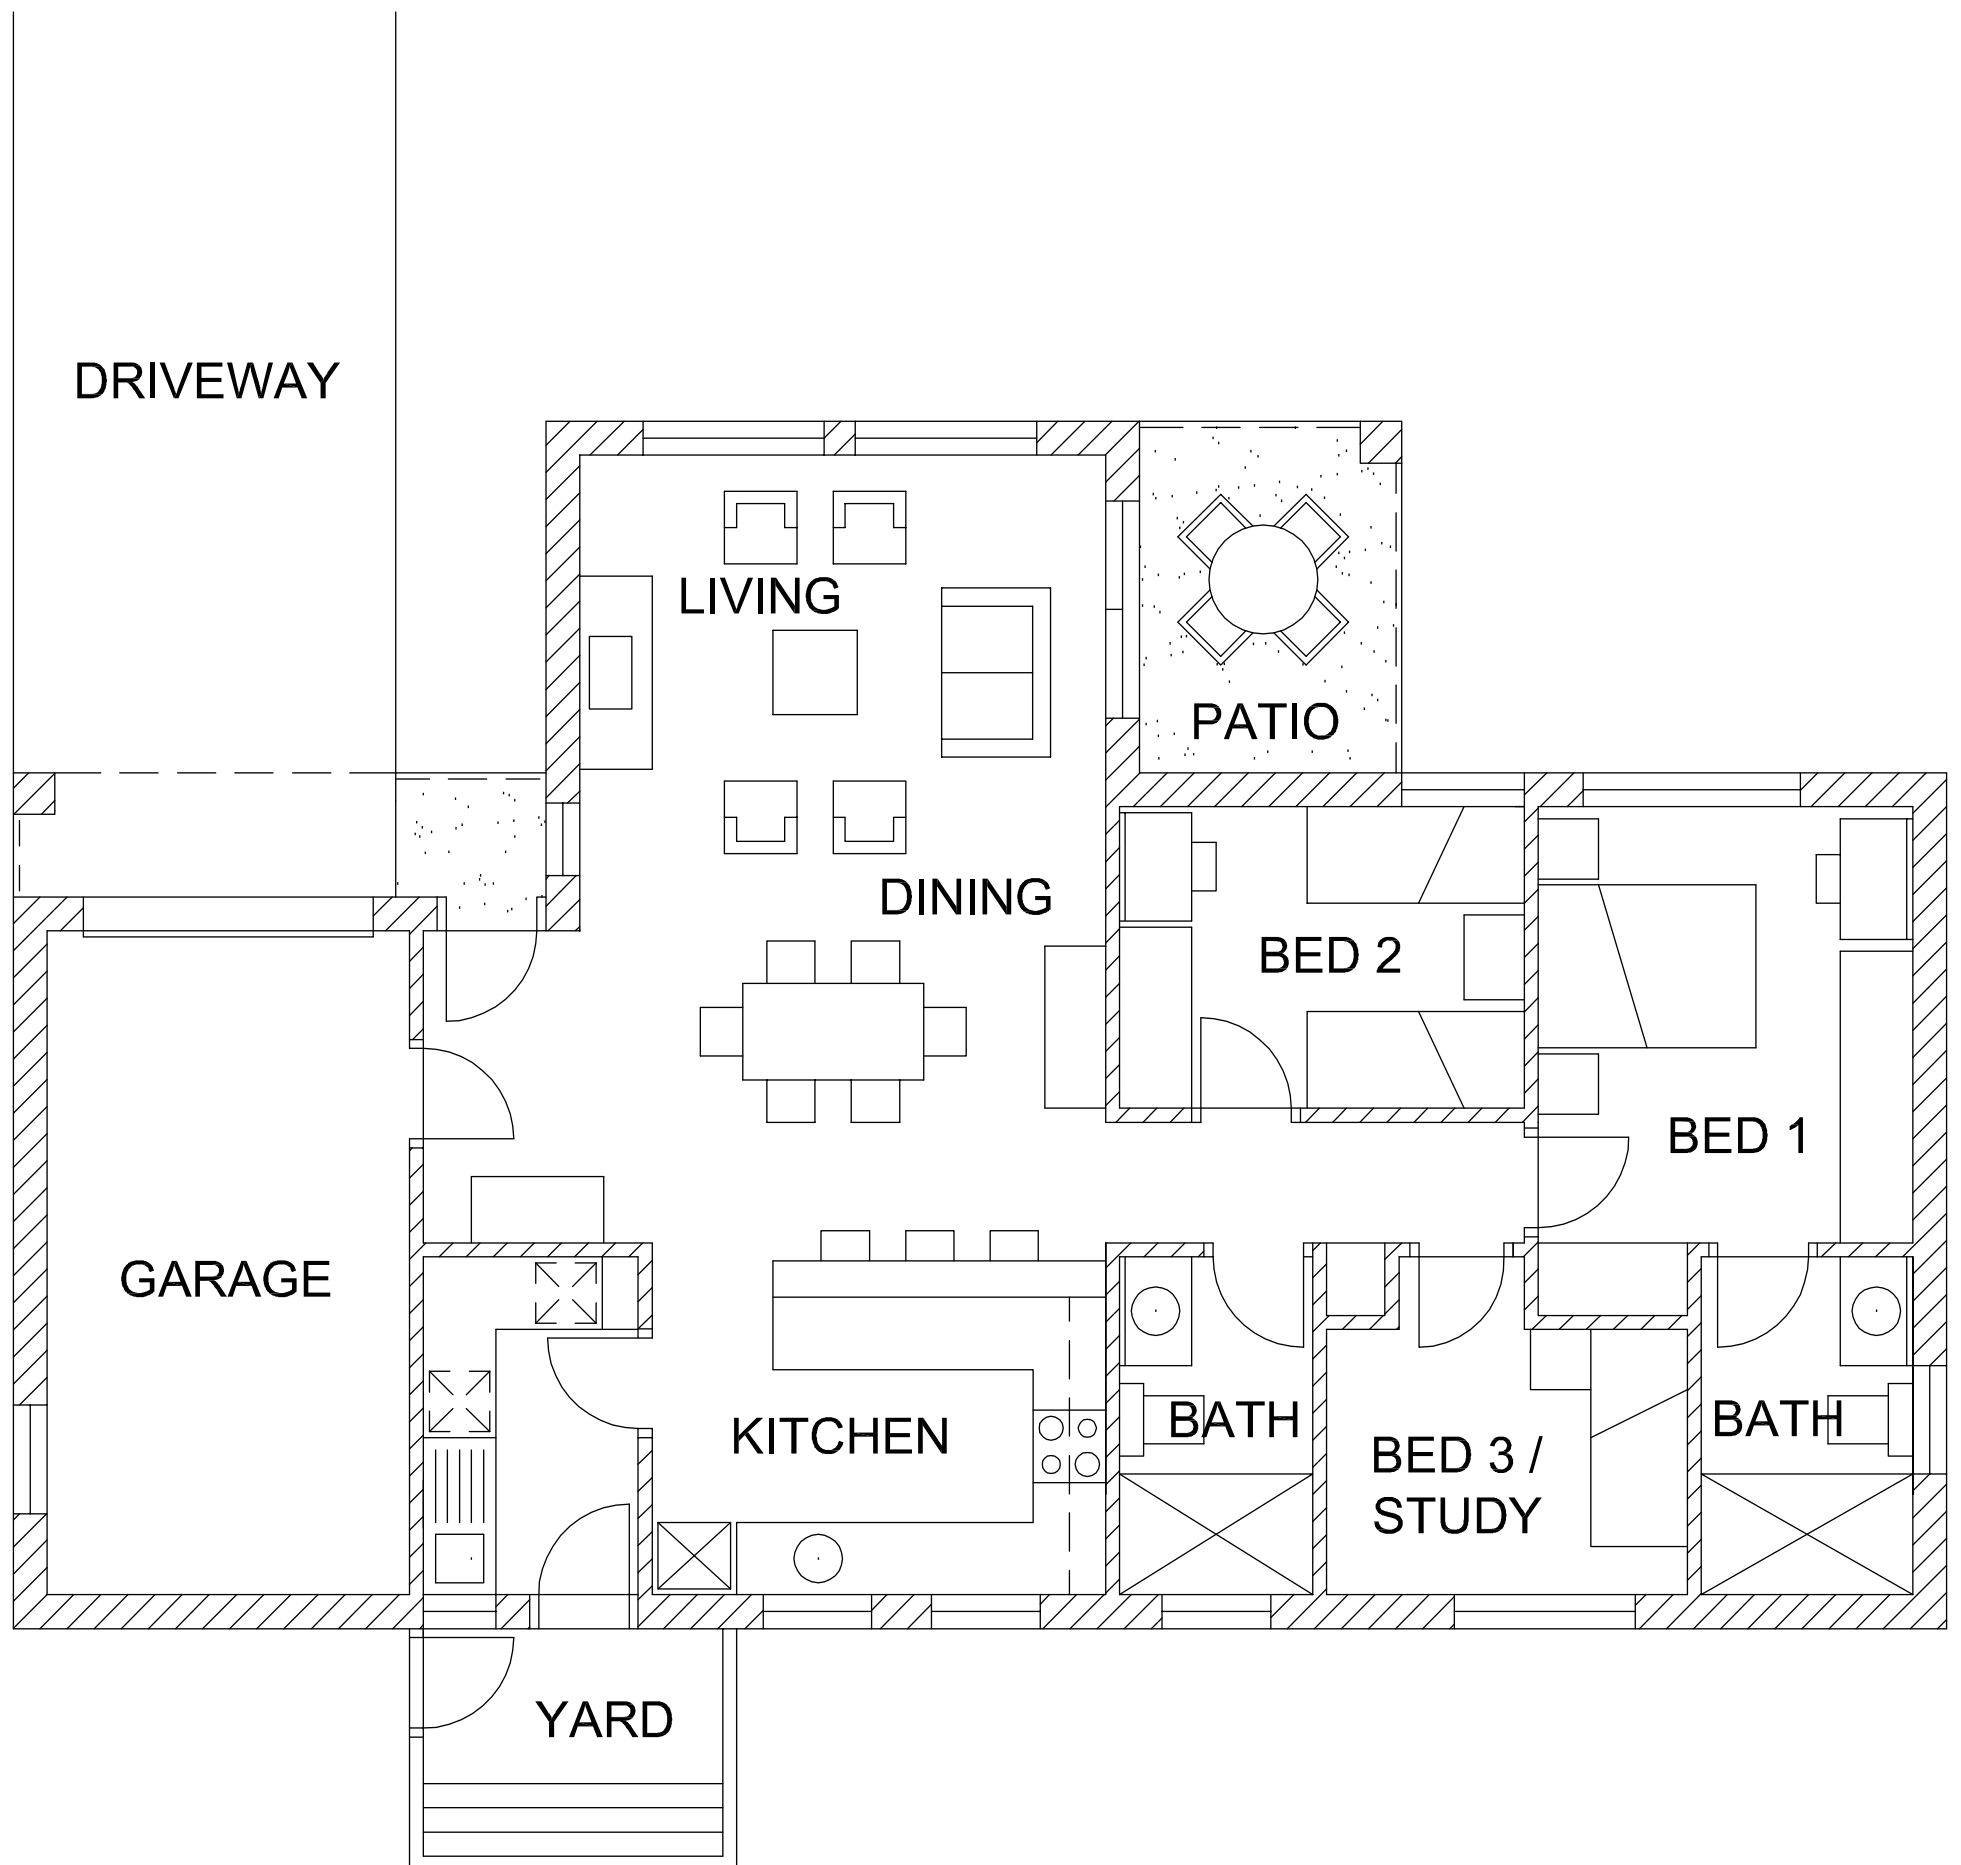 DRIVEWAY
LIVING
PATIO
DINING
BED 2
BED 1
GARAGE
KITCHEN
BATH
BED 3 /
STUDY
BATH
YARD